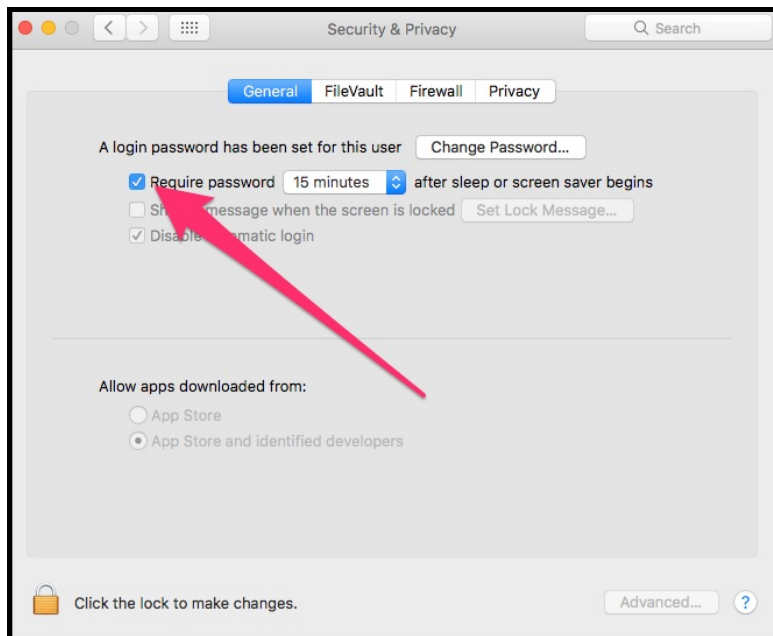 Security & Privacy
Search
General FileVault Firewall Privacy
A login password has been set for this user Change Password...
Require password 15 minutes after sleep or screen saver begins
message when the screen is locked Set Lock Message...
login
Allow apps downloaded from:
App Store
App Store and identified developers
Click the lock to make changes.
Advanced... ?